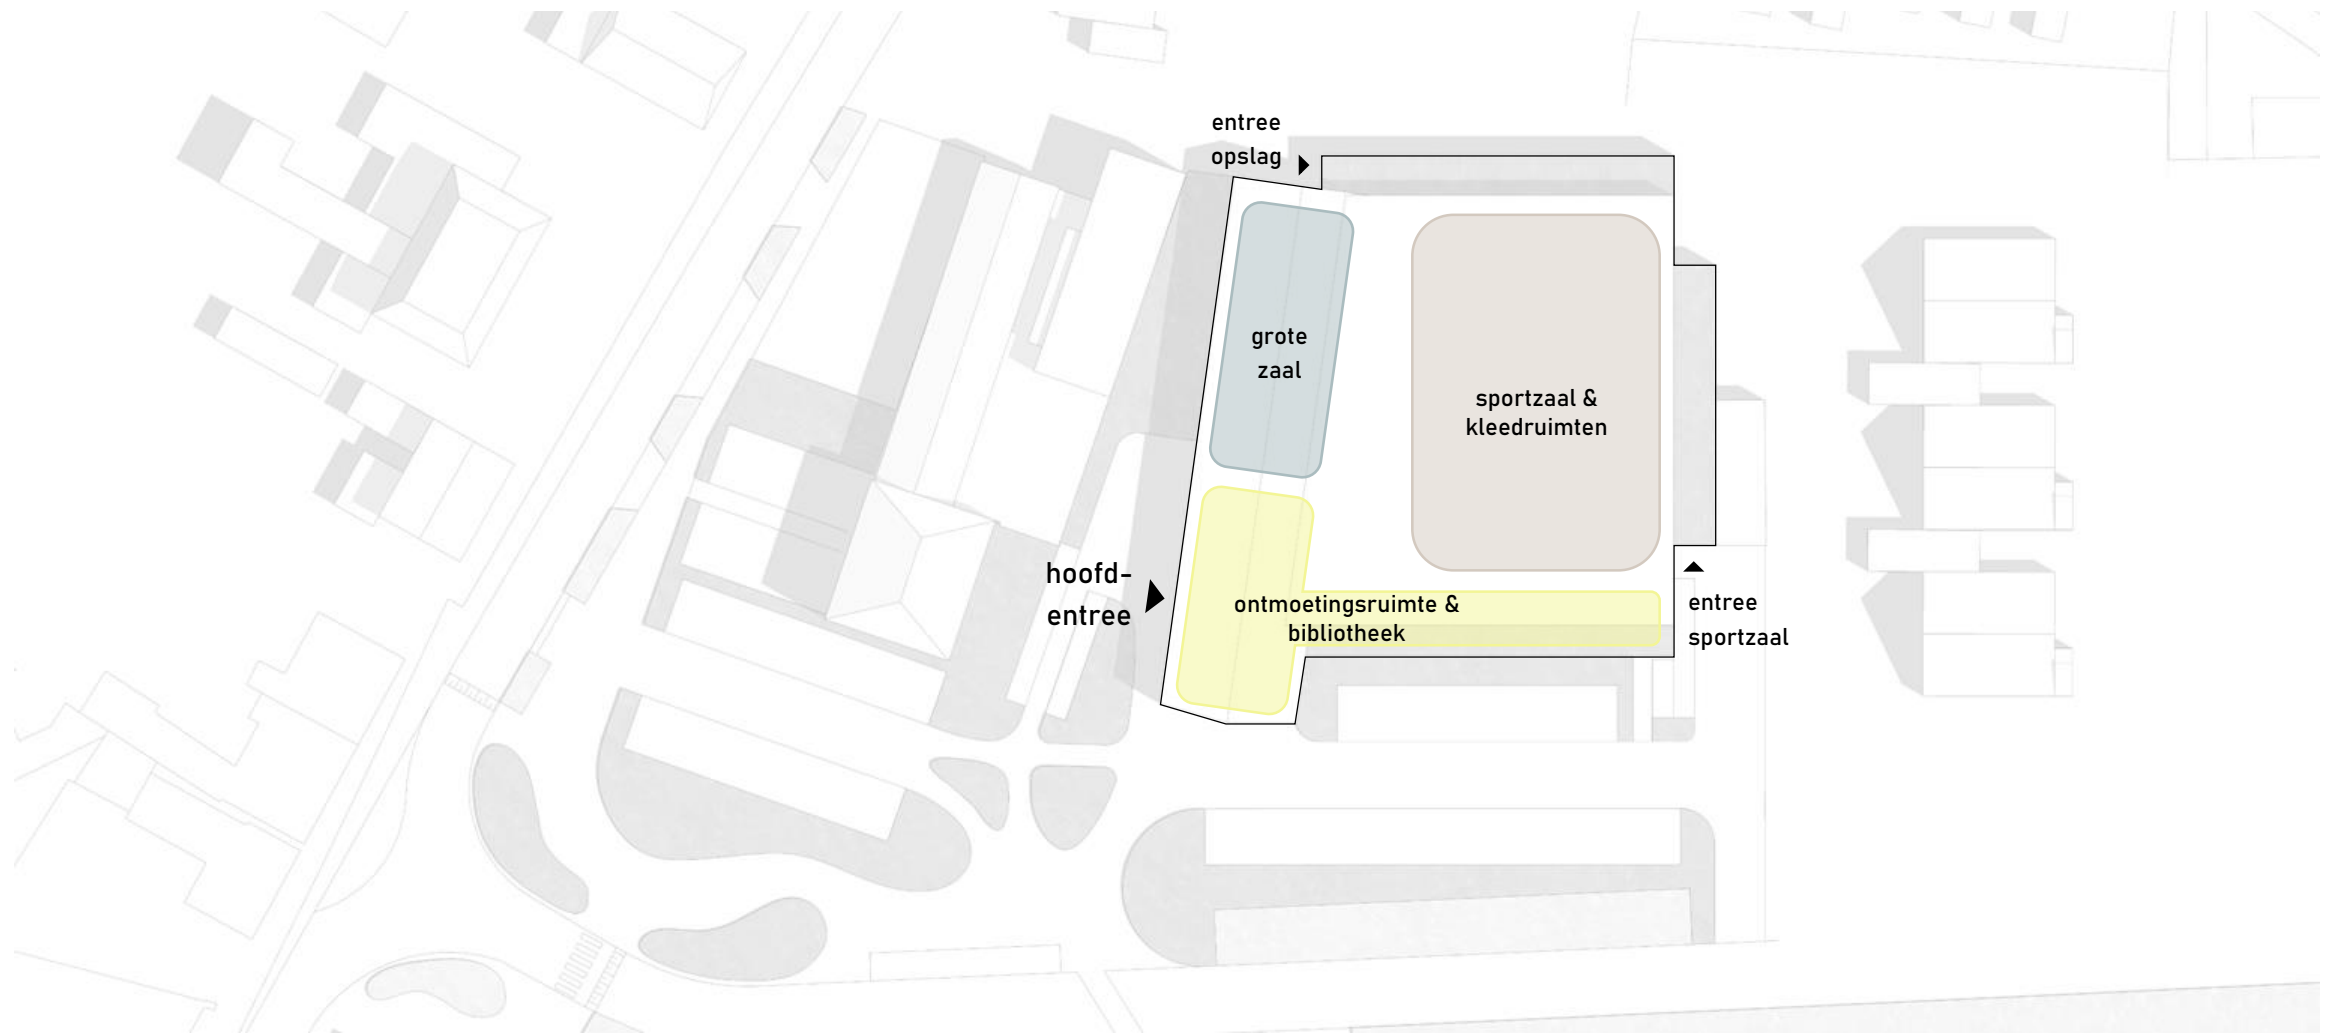 entree
opslag
grote
zaal
sportzaal &
kleedruimten
hoofd-
entree
ontmoetingsruimte &
bibliotheek
entree
sportzaal